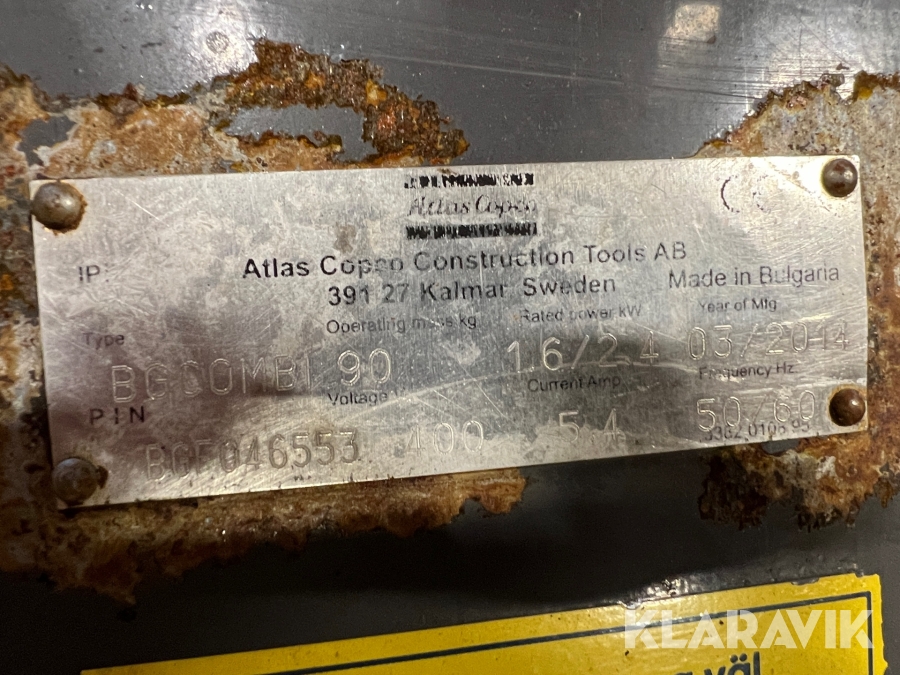 Atlas Copco
IP
Atlas Copco Construction Tools AB
391 27 Kalmar Sweden
Made in Bulgaria
Type
Operating mass kg
Rated power kW
Year of Mfg
BGCOMBI 90
1.6/2.4
03/2014
PIN
Voltage
Current Amp
Frequency Hz
BGF046553
400
5.4
50/60
KLARAVIK